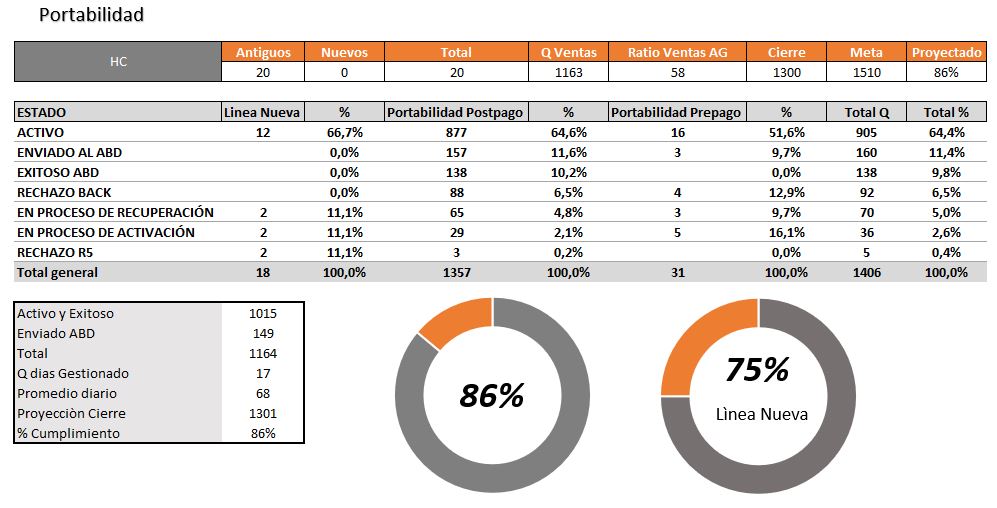 Portabilidad
HC Antiguos Nuevos Total Q Ventas Ratio Ventas AG Cierre Meta Proyectado
20 0 20 1163 58 1300 1510 86%
ESTADO Linea Nueva % Portabilidad Postpago % Portabilidad Prepago % Total Q Total %
ACTIVO 12 66,7% 877 64,6% 16 51,6% 905 64,4%
ENVIADO AL ABD 0,0% 157 11,6% 3 9,7% 160 11,4%
EXITOSO ABD 0,0% 138 10,2% 0,0% 138 9,8%
RECHAZO BACK 0,0% 88 6,5% 4 12,9% 92 6,5%
EN PROCESO DE RECUPERACIÓN 2 11,1% 65 4,8% 3 9,7% 70 5,0%
EN PROCESO DE ACTIVACIÓN 2 11,1% 29 2,1% 5 16,1% 36 2,6%
RECHAZO R5 2 11,1% 3 0,2% 0,0% 5 0,4%
Total general 18 100,0% 1357 100,0% 31 100,0% 1406 100,0%
Activo y Exitoso 1015
Enviado ABD 149
Total 1164
Q dias Gestionado 17
Promedio diario 68
Proyecciòn Cierre 1301
% Cumplimiento 86%
86%
75%
Lìnea Nueva